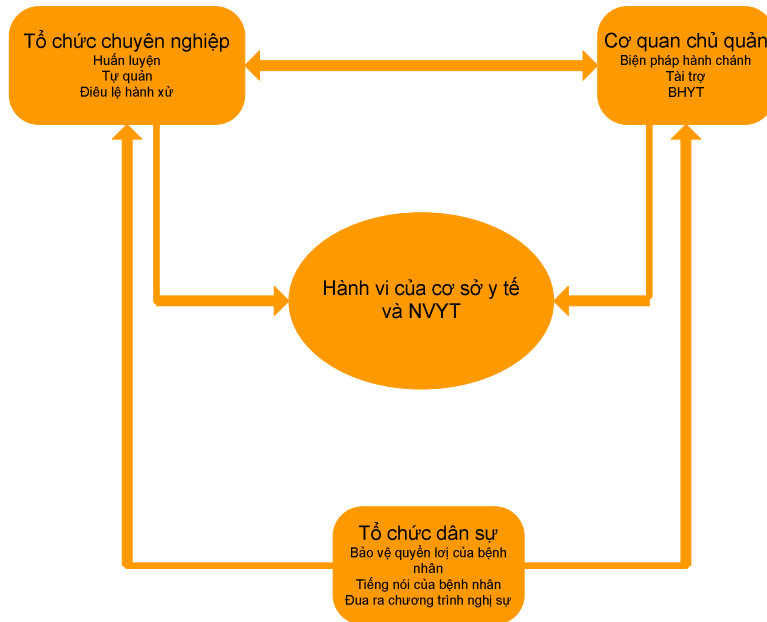 Tổ chức chuyên nghiệp
Huấn luyện
Tự quản
Điêu lệ hành xử
Cơ quan chủ quản
Biện pháp hành chánh
Tài trợ
BHYT
Hành vi của cơ sở y tế
và NVYT
Tổ chức dân sự
Bảo vệ quyền lợi của bệnh
nhân
Tiếng nói của bệnh nhân
Đua ra chương trình nghị sự